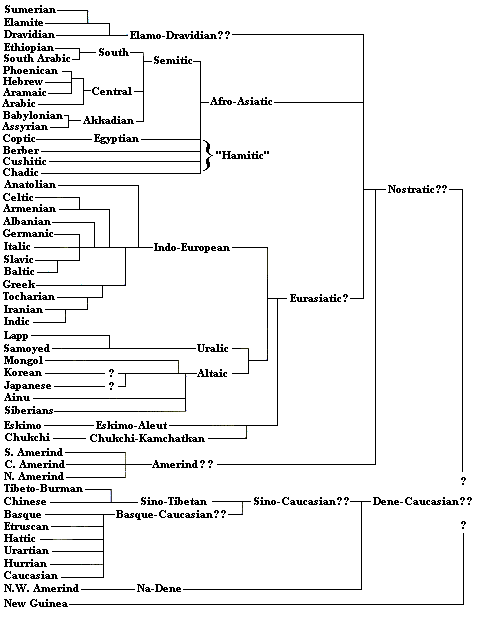 Sumerian
Elamite
Dravidian Elamo-Dravidian??
Ethiopian South
South Arabic Semitic
Phoenican
Hebrew
Aramaic Central
Arabic Afro-Asiatic
Babylonian
Assyrian Akkadian
Coptic Egyptian
Berber "Hamitic"
Cushitic
Chadic
Anatolian Nostratic??
Celtic
Armenian
Albanian
Germanic
Italic Indo-European
Slavic
Baltic
Greek
Tocharian Eurasiatic?
Iranian
Indic
Lapp
Samoyed Uralic
Mongol
Korean ? Altaic
Japanese ?
Ainu
Siberians
Eskimo Eskimo-Aleut
Chukchi Chukchi-Kamchatkan
S. Amerind
C. Amerind Amerind??
N. Amerind ?
Tibeto-Burman
Chinese Sino-Tibetan Sino-Caucasian?? Dene-Caucasian??
Basque Basque-Caucasian??
Etruscan ?
Hattic
Urartian
Hurrian
Caucasian
N.W. Amerind Na-Dene
New Guinea